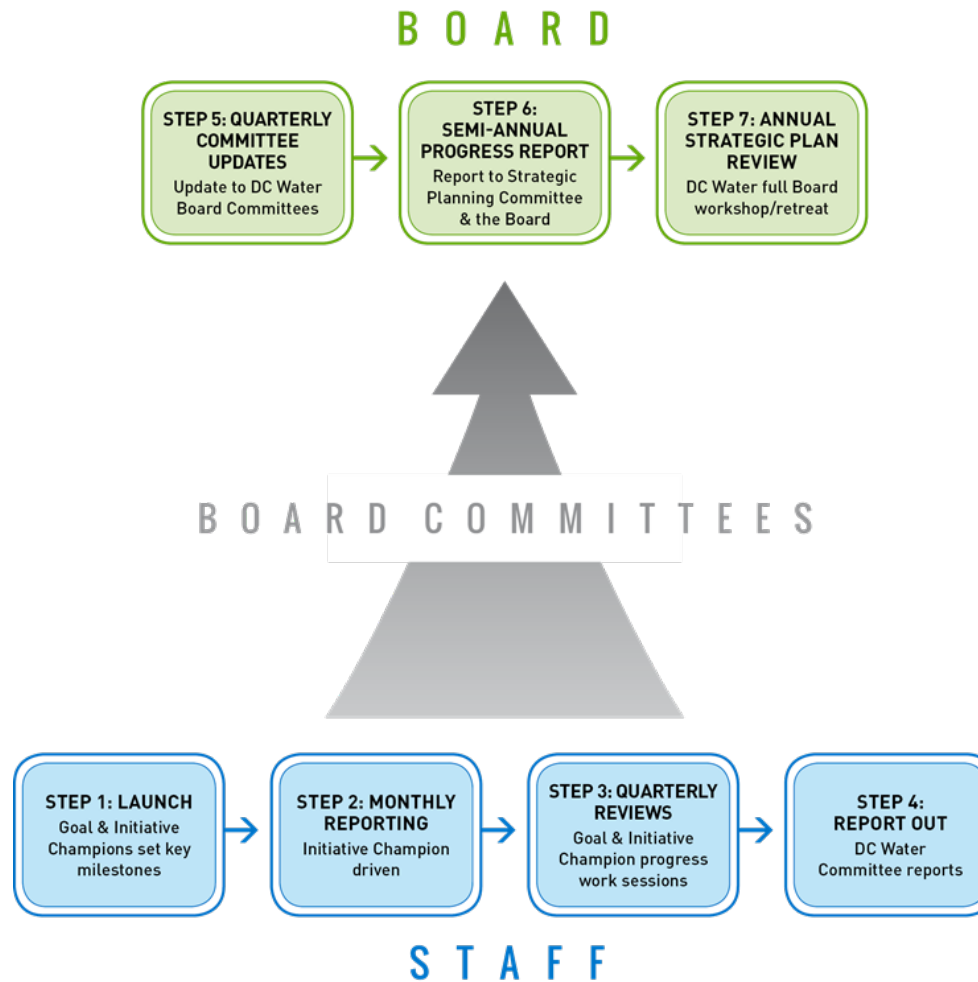 BOARD
STEP 5: QUARTERLY
COMMITTEE
UPDATES
Update to DC Water
Board Committees
STEP 6:
SEMI-ANNUAL
PROGRESS REPORT
Report to Strategic
Planning Committee
& the Board
STEP 7: ANNUAL
STRATEGIC PLAN
REVIEW
DC Water full Board
workshop/retreat
BOARD COMMITTEES
STEP 1: LAUNCH
Goal & Initiative
Champions set key
milestones
STEP 2: MONTHLY
REPORTING
Initiative Champion
driven
STEP 3: QUARTERLY
REVIEWS
Goal & Initiative
Champion progress
work sessions
STEP 4:
REPORT OUT
DC Water
Committee reports
STAFF